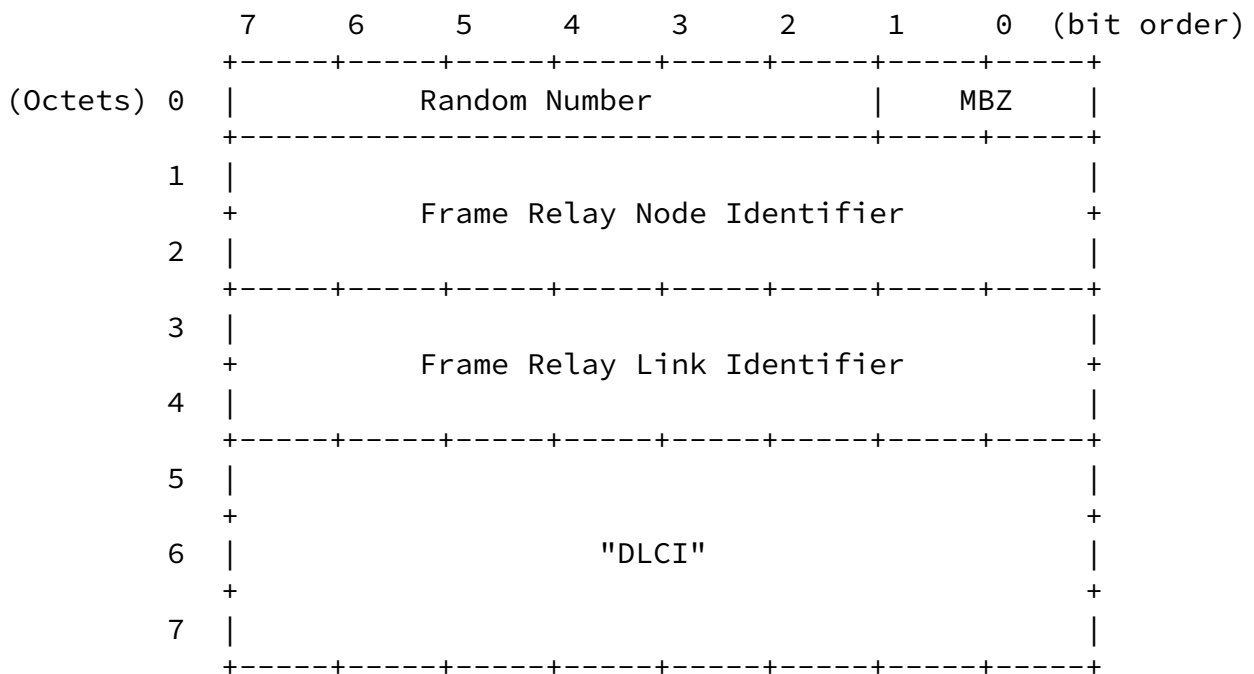 7 6 5 4 3 2 1 0 (bit order)
(Octets) 0 | Random Number | MBZ |
1
Frame Relay Node Identifier
2
3
Frame Relay Link Identifier
4
5
6 "DLCI"
7